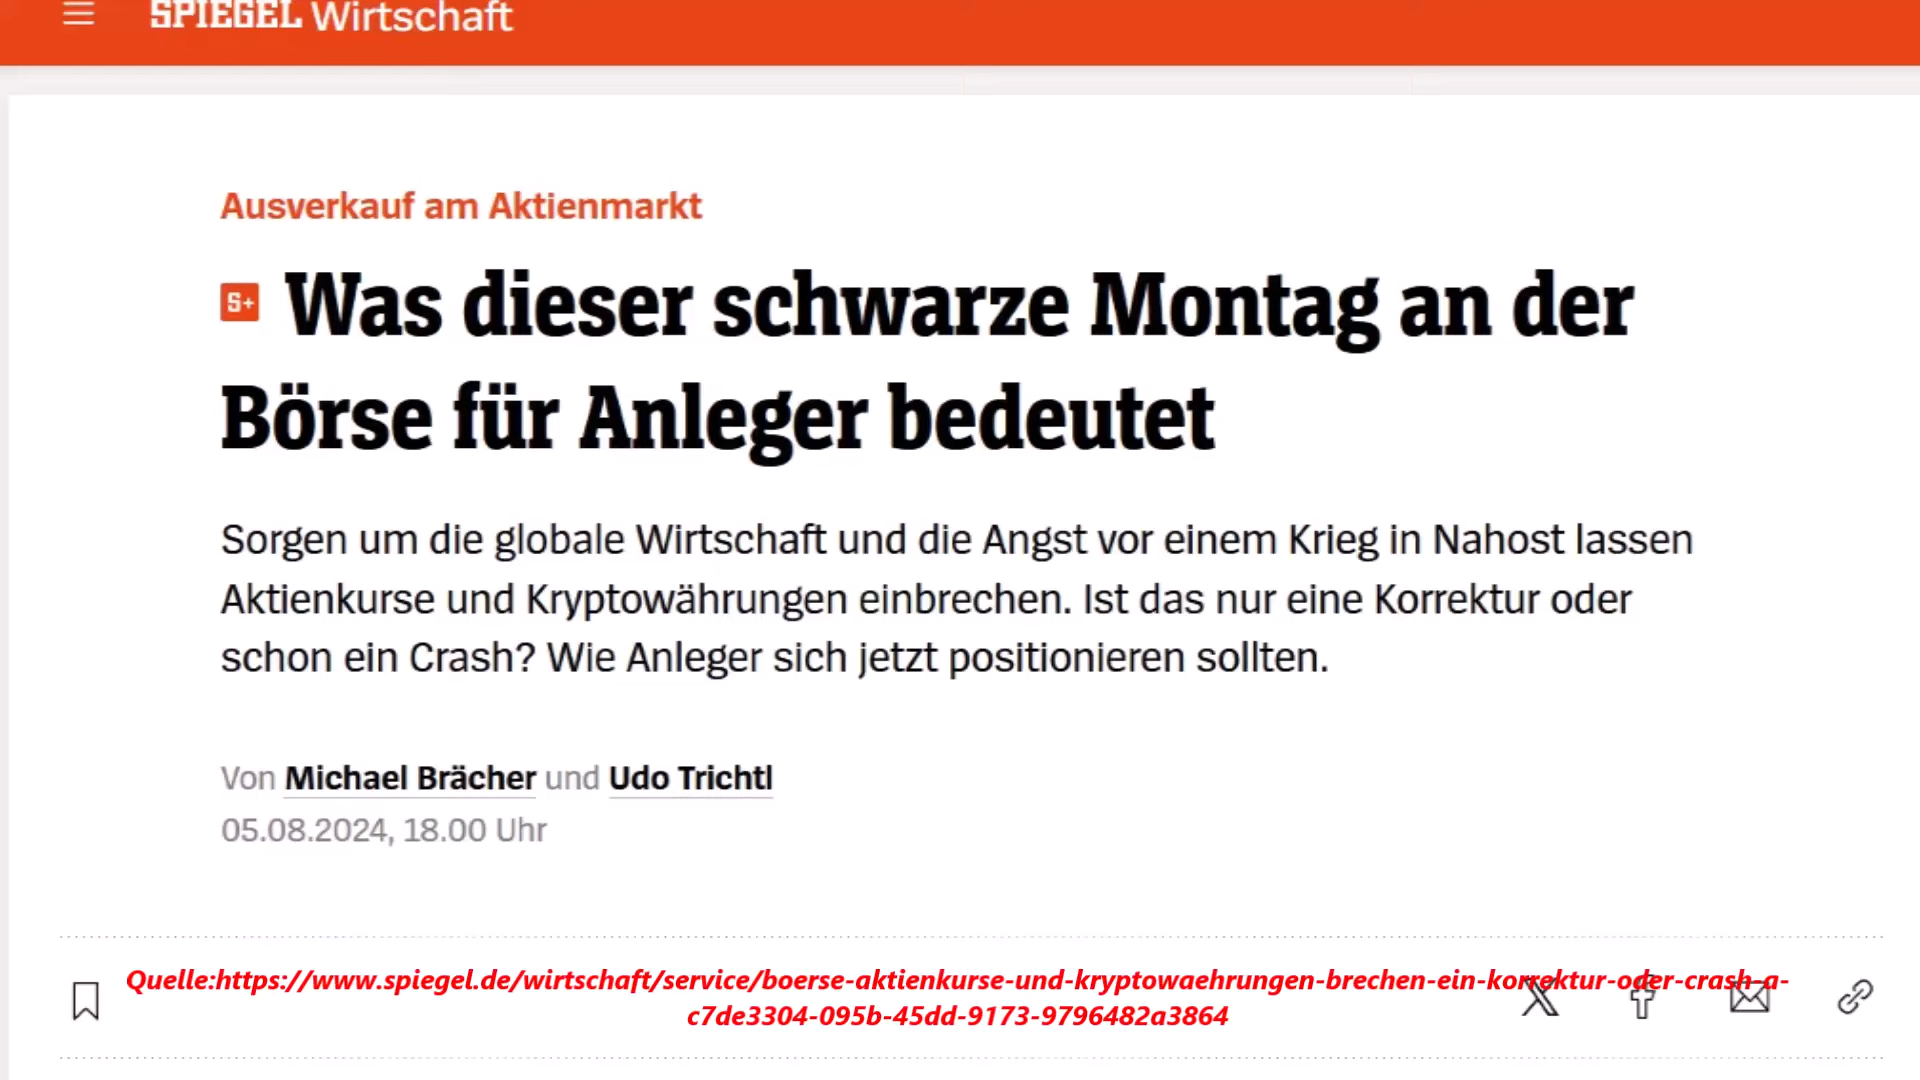 SPIEGEL Wirtschaft
Ausverkauf am Aktienmarkt
S+ Was dieser schwarze Montag an der
Börse für Anleger bedeutet
Sorgen um die globale Wirtschaft und die Angst vor einem Krieg in Nahost lassen
Aktienkurse und Kryptowährungen einbrechen. Ist das nur eine Korrektur oder
schon ein Crash? Wie Anleger sich jetzt positionieren sollten.
Von Michael Brächer und Udo Trichtl
05.08.2024, 18.00 Uhr
Quelle:https://www.spiegel.de/wirtschaft/service/boerse-aktienkurse-und-kryptowaehrungen-brechen-ein-korrektur-oder-crash-a-
c7de3304-095b-45dd-9173-9796482a3864